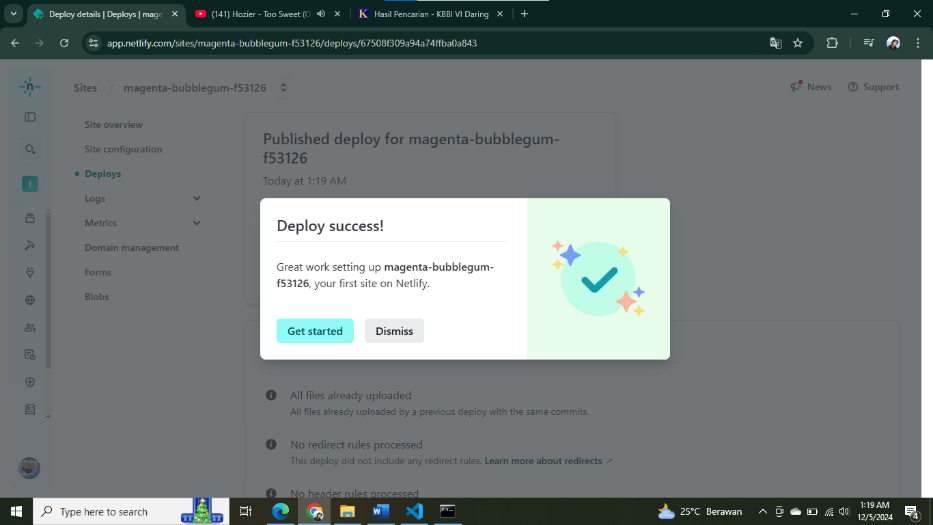 Deploy details | Deploys | mage
(141) Hozier - Too Sweet (O
Hasil Pencarian - KBBI VI Daring
app.netlify.com/sites/magenta-bubblegum-f53126/deploys/67508f309a94a74ffba0a843
Sites / magenta-bubblegum-f53126
News
Support
Site overview
Site configuration
Deploys
Logs
Metrics
Domain management
Forms
Blobs
Published deploy for magenta-bubblegum-
f53126
Today at 1:19 AM
Deploy success!
Great work setting up magenta-bubblegum-
f53126, your first site on Netlify.
Get started
Dismiss
All files already uploaded
All files already uploaded by a previous deploy with the same commits.
No redirect rules processed
This deploy did not include any redirect rules. Learn more about redirects ↗
No header rules processed
Type here to search
25°C Berawan
1:19 AM
12/5/2024
4